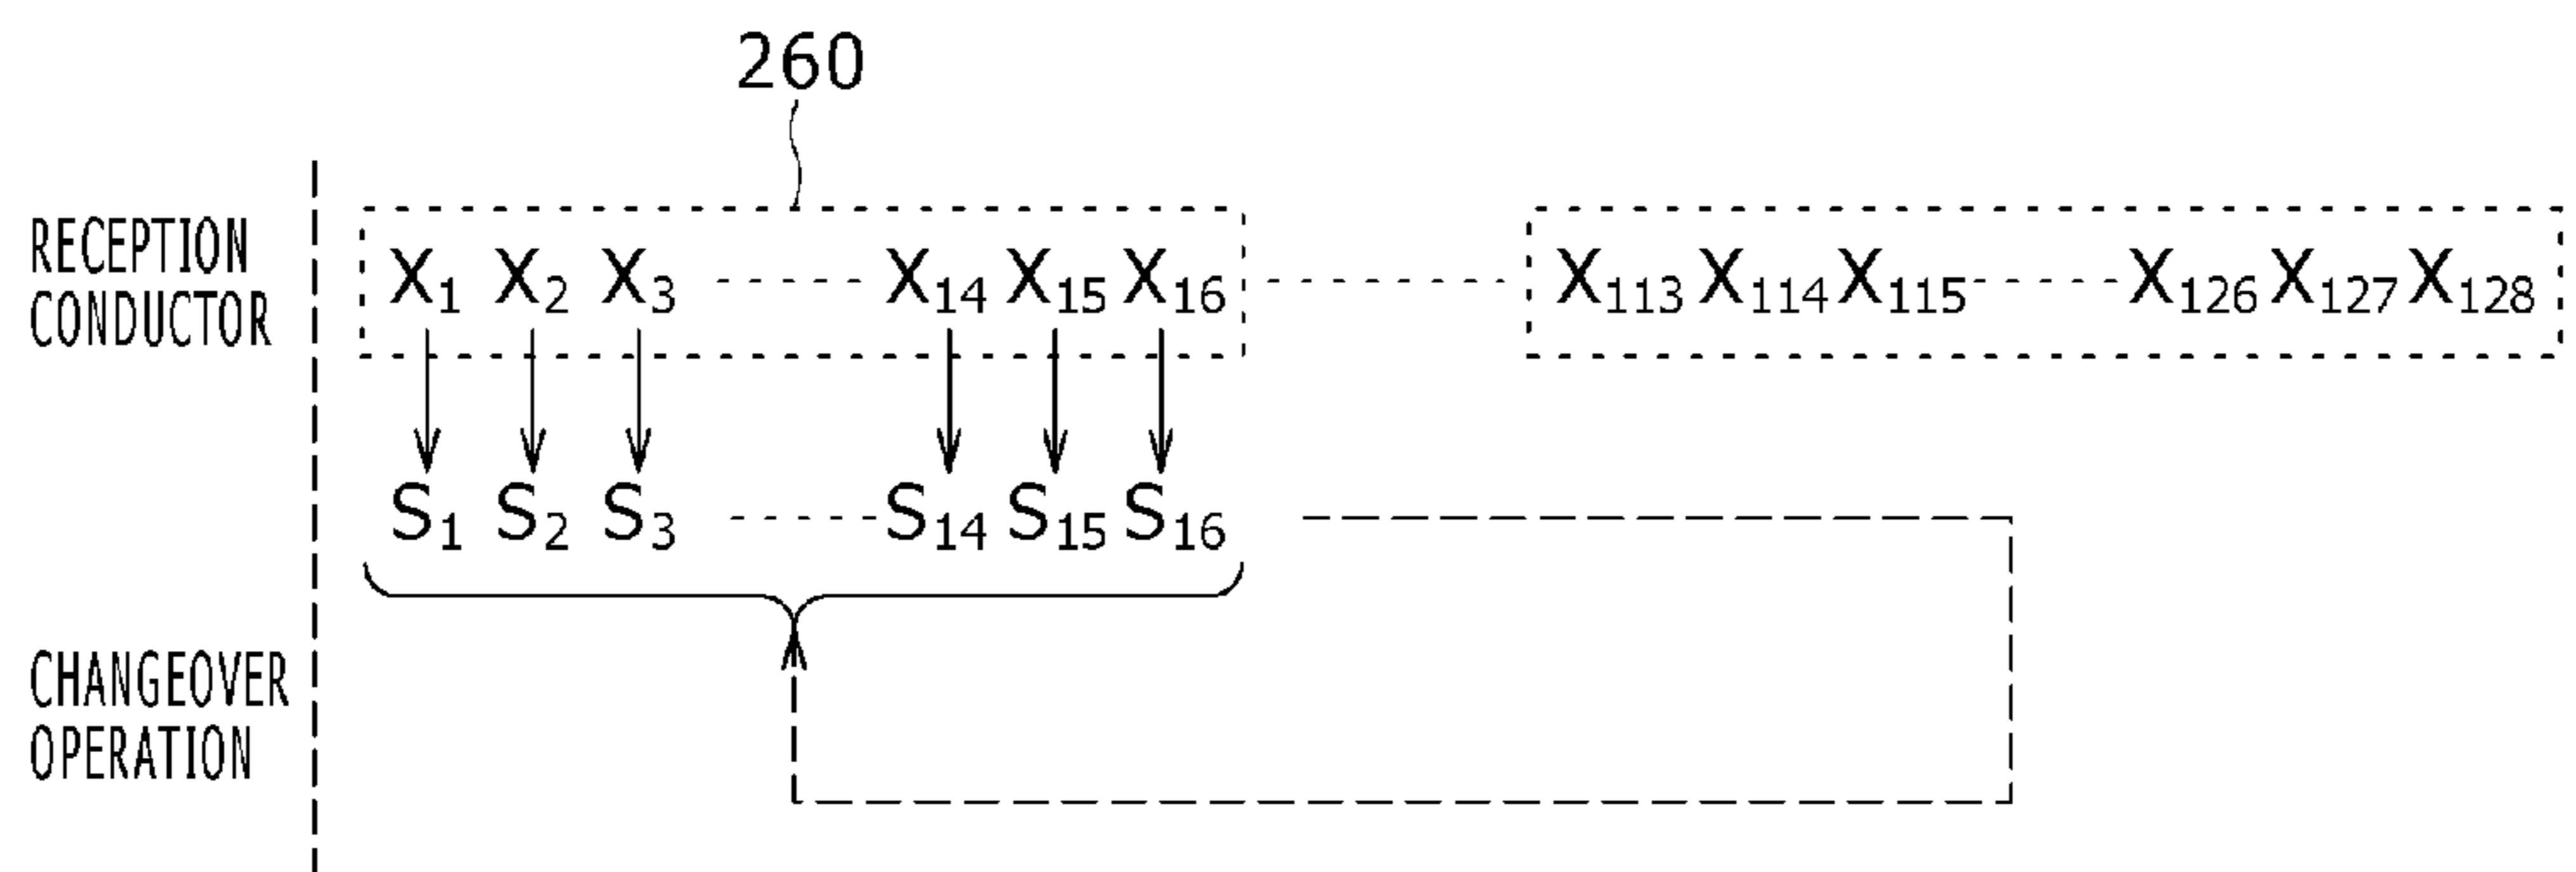 260
RECEPTION
CONDUCTOR
X₁ X₂ X₃ X₁₄ X₁₅ X₁₆ X₁₁₃ X₁₁₄ X₁₁₅ X₁₂₆ X₁₂₇ X₁₂₈
S₁ S₂ S₃ S₁₄ S₁₅ S₁₆
CHANGEOVER
OPERATION